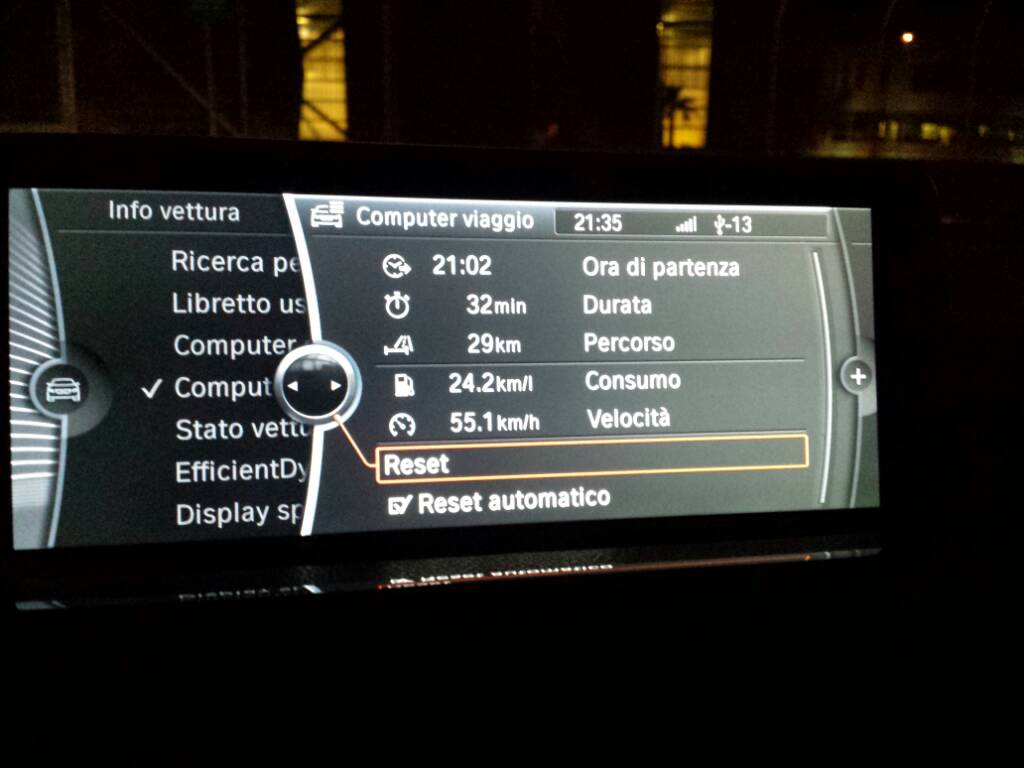 Info vettura
Computer viaggio 21:35 -13
Ricerca pe
Libretto us
Computer
Comput
Stato vettu
EfficientDy
Display sp
21:02 Ora di partenza
32min Durata
29km Percorso
24.2km/l Consumo
55.1km/h Velocità
Reset
Reset automatico